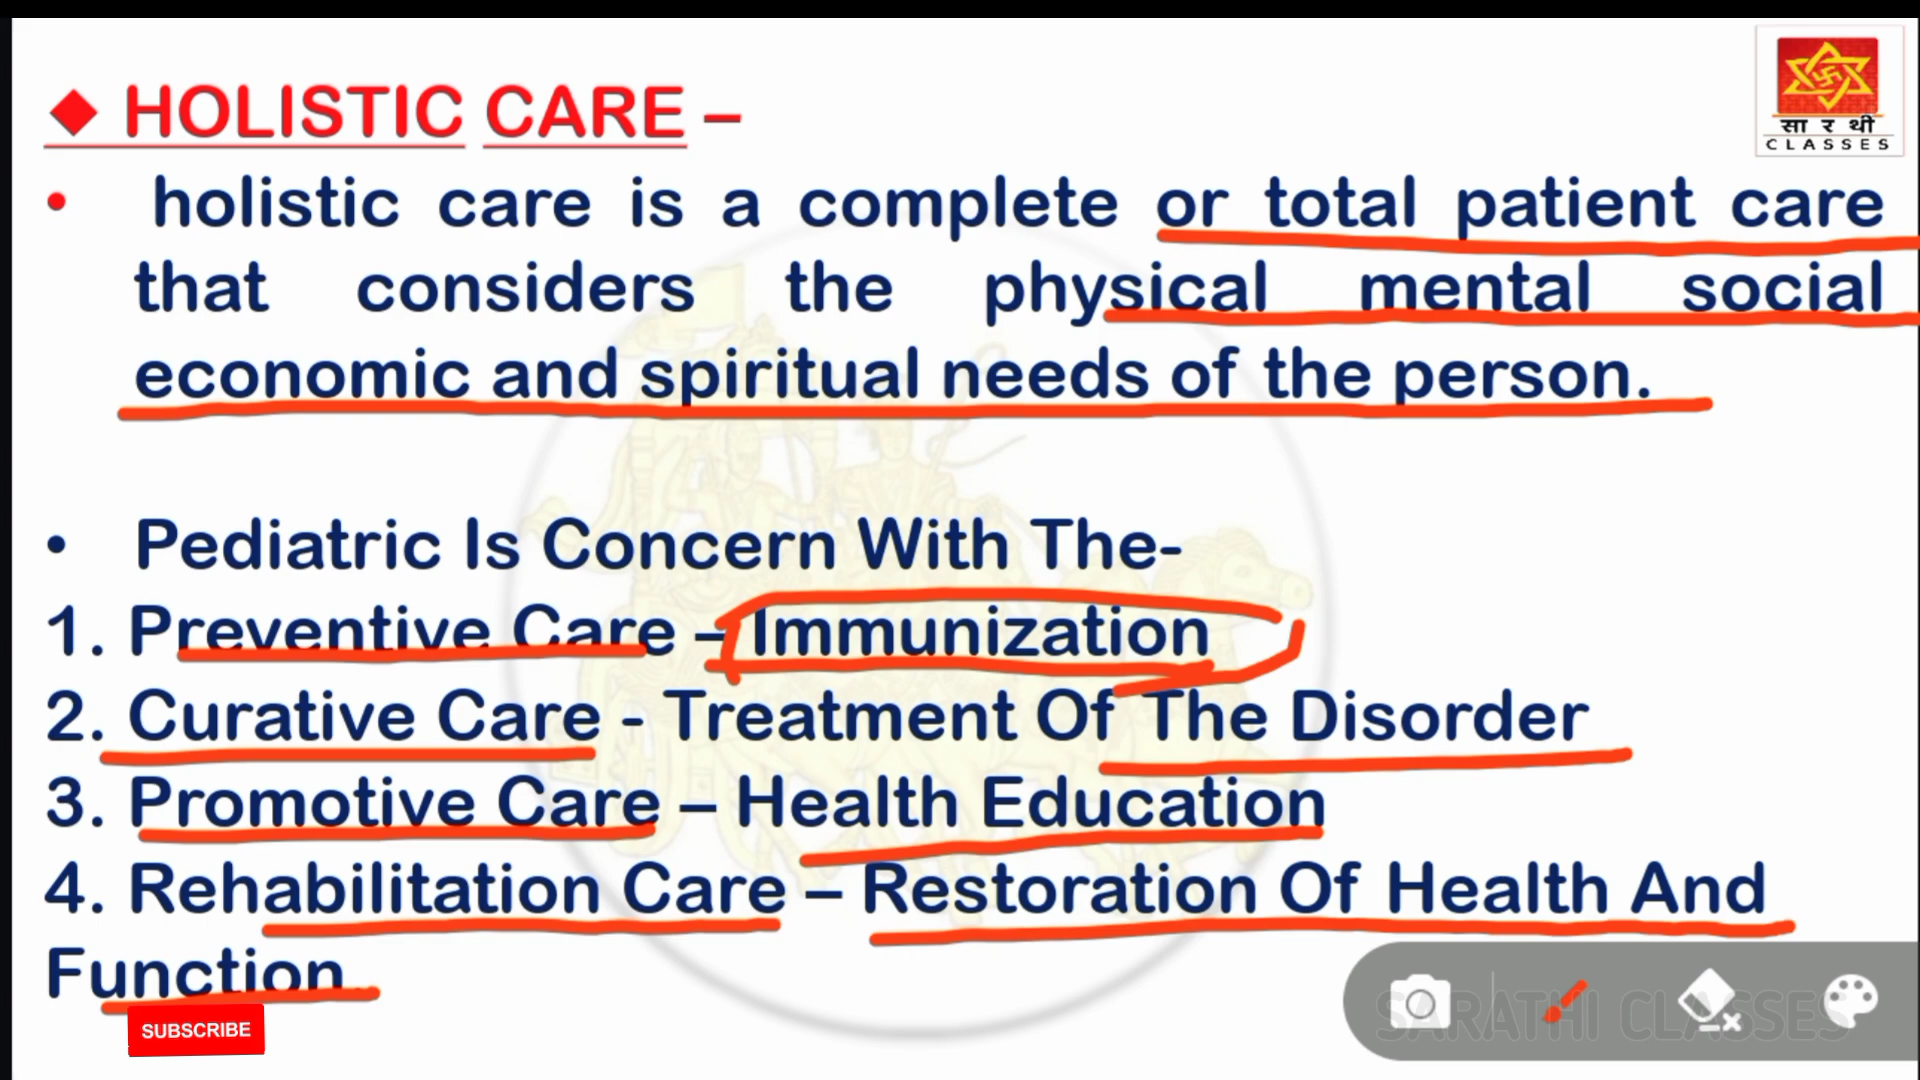 ◆ HOLISTIC CARE –
सा र थी
CLASSES
• holistic care is a complete or total patient care
that considers the physical mental social
economic and spiritual needs of the person.
• Pediatric Is Concern With The-
1. Preventive Care – Immunization
2. Curative Care - Treatment Of The Disorder
3. Promotive Care – Health Education
4. Rehabilitation Care – Restoration Of Health And
Function.
SUBSCRIBE
SARATHI CLASSES